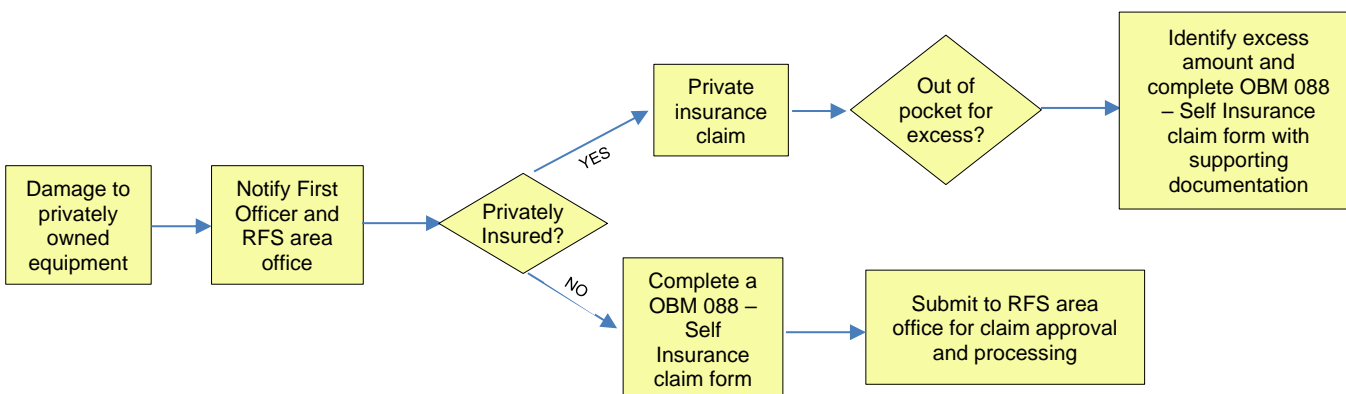 Damage to
privately
owned
equipment
Notify First
Officer and
RFS area
office
Privately
Insured?
YES
Private
insurance
claim
Out of
pocket for
excess?
Identify excess
amount and
complete OBM 088
– Self Insurance
claim form with
supporting
documentation
NO
Complete a
OBM 088 –
Self
Insurance
claim form
Submit to RFS area
office for claim approval
and processing